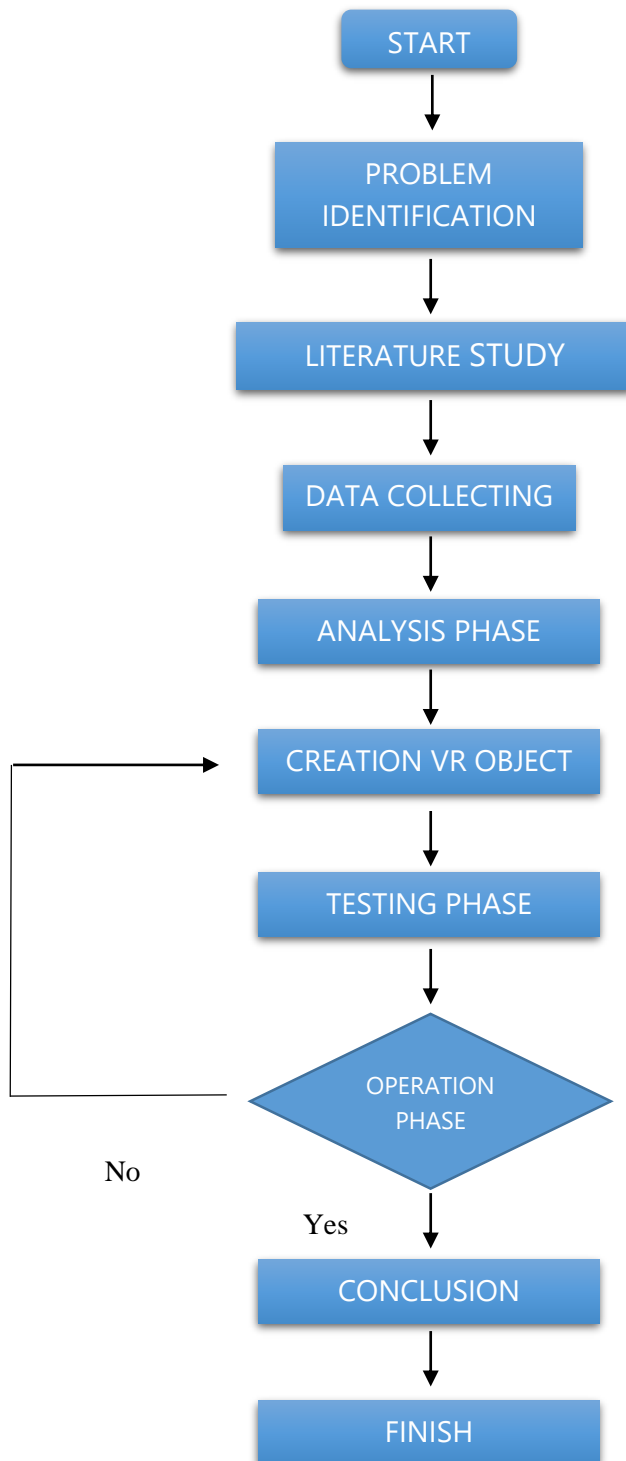 START
PROBLEM
IDENTIFICATION
LITERATURE STUDY
DATA COLLECTING
ANALYSIS PHASE
CREATION VR OBJECT
TESTING PHASE
OPERATION
PHASE
No
Yes
CONCLUSION
FINISH